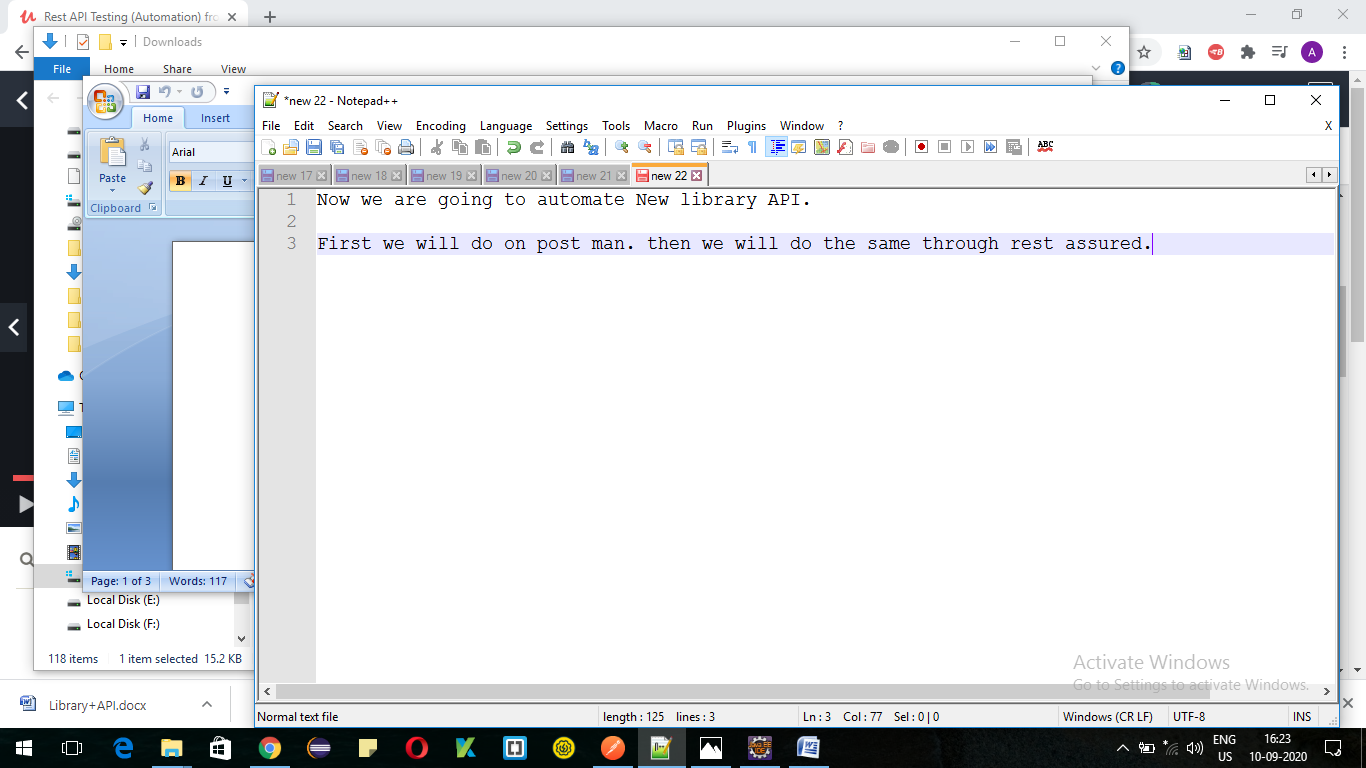 Rest API Testing (Automation) fro
Downloads
File Home Share View
Home Insert
Paste
Clipboard
Arial
B I U
Page: 1 of 3 Words: 117
Local Disk (E:)
Local Disk (F:)
118 items 1 item selected 15.2 KB
*new 22 - Notepad++
File Edit Search View Encoding Language Settings Tools Macro Run Plugins Window ? X
ABC
new 17 new 18 new 19 new 20 new 21 new 22
1 Now we are going to automate New library API.
2
3 First we will do on post man. then we will do the same through rest assured.
Activate Windows
Go to Settings to activate Windows.
Normal text file length : 125 lines : 3 Ln : 3 Col : 77 Sel : 0 | 0 Windows (CR LF) UTF-8 INS
Library+API.docx
ENG
US
16:23
10-09-2020